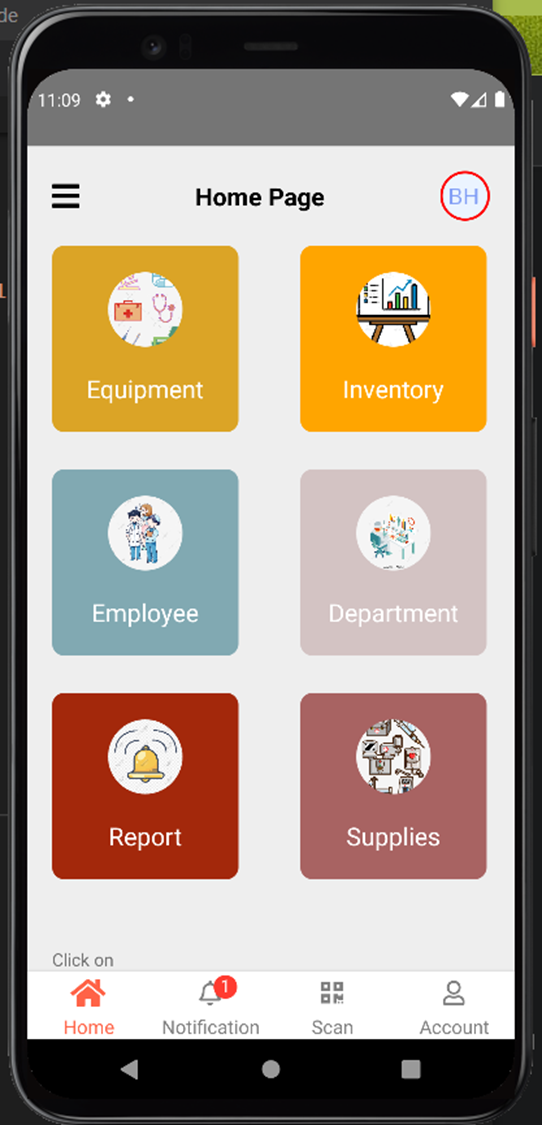 de
11:09
Home Page
BH
Equipment
Inventory
Employee
Department
Report
Supplies
Click on
1
Home
Notification
Scan
Account